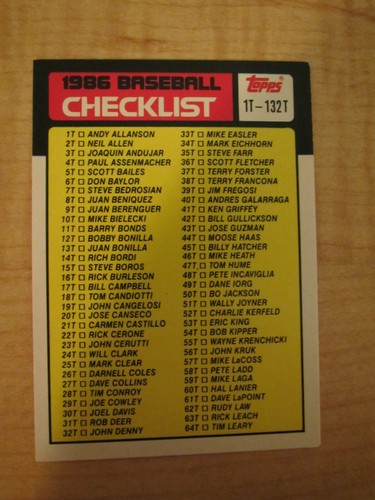 1986 BASEBALL
CHECKLIST
Topps®
1T-132T
1T ANDY ALLANSON
2T NEIL ALLEN
3T JOAQUIN ANDUJAR
4T PAUL ASSENMACHER
5T SCOTT BAILES
6T DON BAYLOR
7T STEVE BEDROSIAN
8T JUAN BENIQUEZ
9T JUAN BERENGUER
10T MIKE BIELECKI
11T BARRY BONDS
12T BOBBY BONILLA
13T JUAN BONILLA
14T RICH BORDI
15T STEVE BOROS
16T RICK BURLESON
17T BILL CAMPBELL
18T TOM CANDIOTTI
19T JOHN CANGELOSI
20T JOSE CANSECO
21T CARMEN CASTILLO
22T RICK CERONE
23T JOHN CERUTTI
24T WILL CLARK
25T MARK CLEAR
26T DARNELL COLES
27T DAVE COLLINS
28T TIM CONROY
29T JOE COWLEY
30T JOEL DAVIS
31T ROB DEER
32T JOHN DENNY
33T MIKE EASLER
34T MARK EICHHORN
35T STEVE FARR
36T SCOTT FLETCHER
37T TERRY FORSTER
38T TERRY FRANCONA
39T JIM FREGOSI
40T ANDRES GALARRAGA
41T KEN GRIFFEY
42T BILL GULLICKSON
43T JOSE GUZMAN
44T MOOSE HAAS
45T BILLY HATCHER
46T MIKE HEATH
47T TOM HUME
48T PETE INCAVIGLIA
49T DANE IORG
50T BO JACKSON
51T WALLY JOYNER
52T CHARLIE KERFELD
53T ERIC KING
54T BOB KIPPER
55T WAYNE KRENCHICKI
56T JOHN KRUK
57T MIKE LaCOSS
58T PETE LADD
59T MIKE LAGA
60T HAL LANIER
61T DAVE LaPOINT
62T RUDY LAW
63T RICK LEACH
64T TIM LEARY